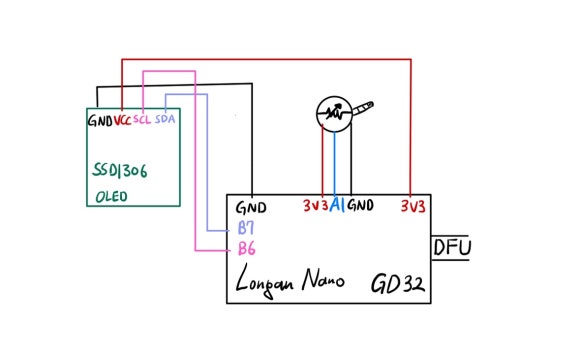 GND VCC SCL SDA
SSD1306
OLED
GND 3V3 A1 GND 3V3
B7
B6
DFU
Longan Nano GD32